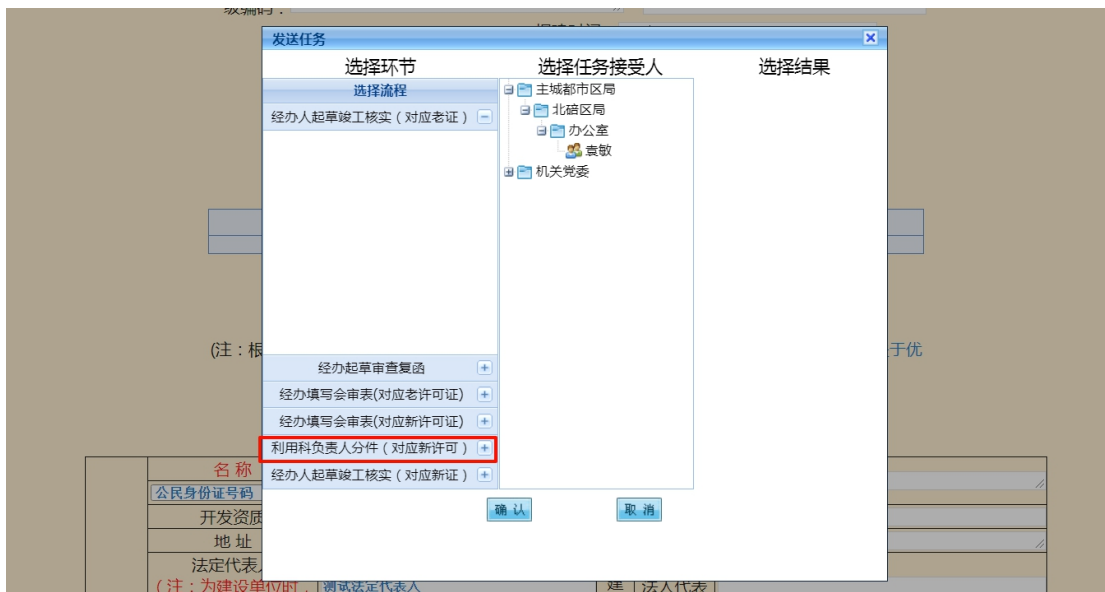 级编码：
发送任务
选择环节 选择任务接受人 选择结果
选择流程
经办人起草竣工核实（对应老证）
主城都市区局
北碚区局
办公室
袁敏
机关党委
(注：根
于优
经办起草审查复函
经办填写会审表(对应老许可证)
经办填写会审表(对应新许可证)
利用科负责人分件（对应新许可）
经办人起草竣工核实（对应新证）
确 认 取 消
名 称
公民身份证号码
开发资质
地 址
法定代表人
（注：为建设单位时， 测试法定代表人 建 法人代表